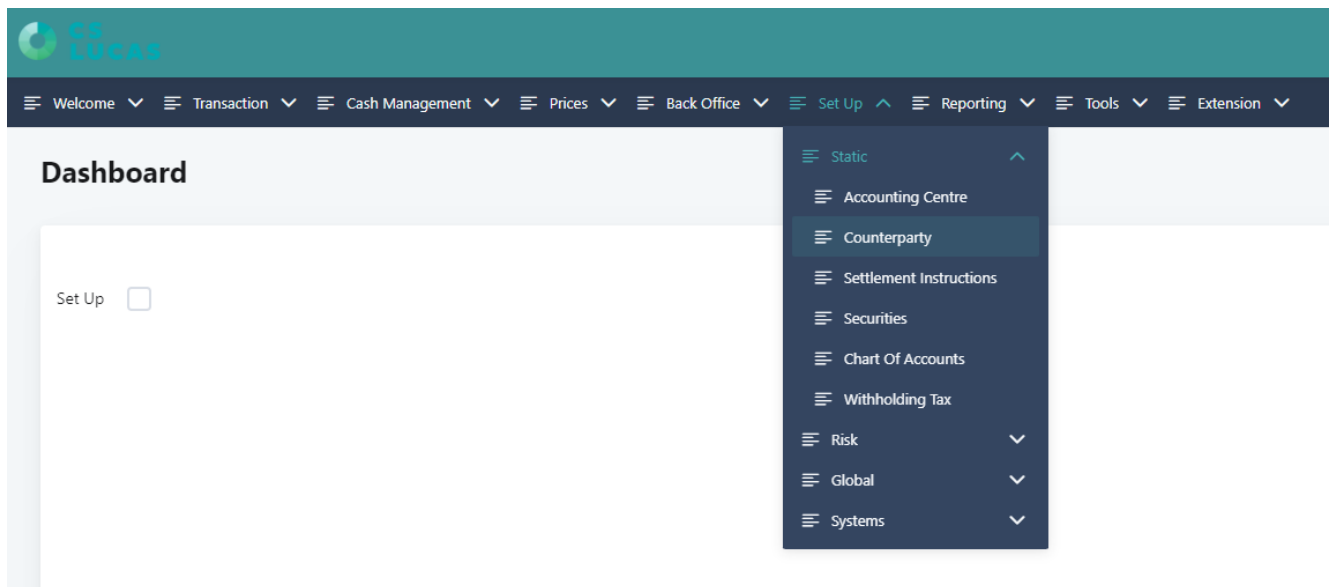 CS
LUCAS
Welcome Transaction Cash Management Prices Back Office Set Up Reporting Tools Extension
Dashboard
Set Up
Static
Accounting Centre
Counterparty
Settlement Instructions
Securities
Chart Of Accounts
Withholding Tax
Risk
Global
Systems